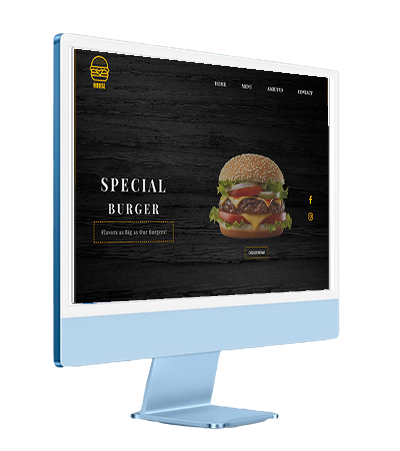 HOUSE
HOME
MENU
ABOUT US
CONTACT
SPECIAL
BURGER
Flavors as Big as Our Burgers!
ORDER NOW